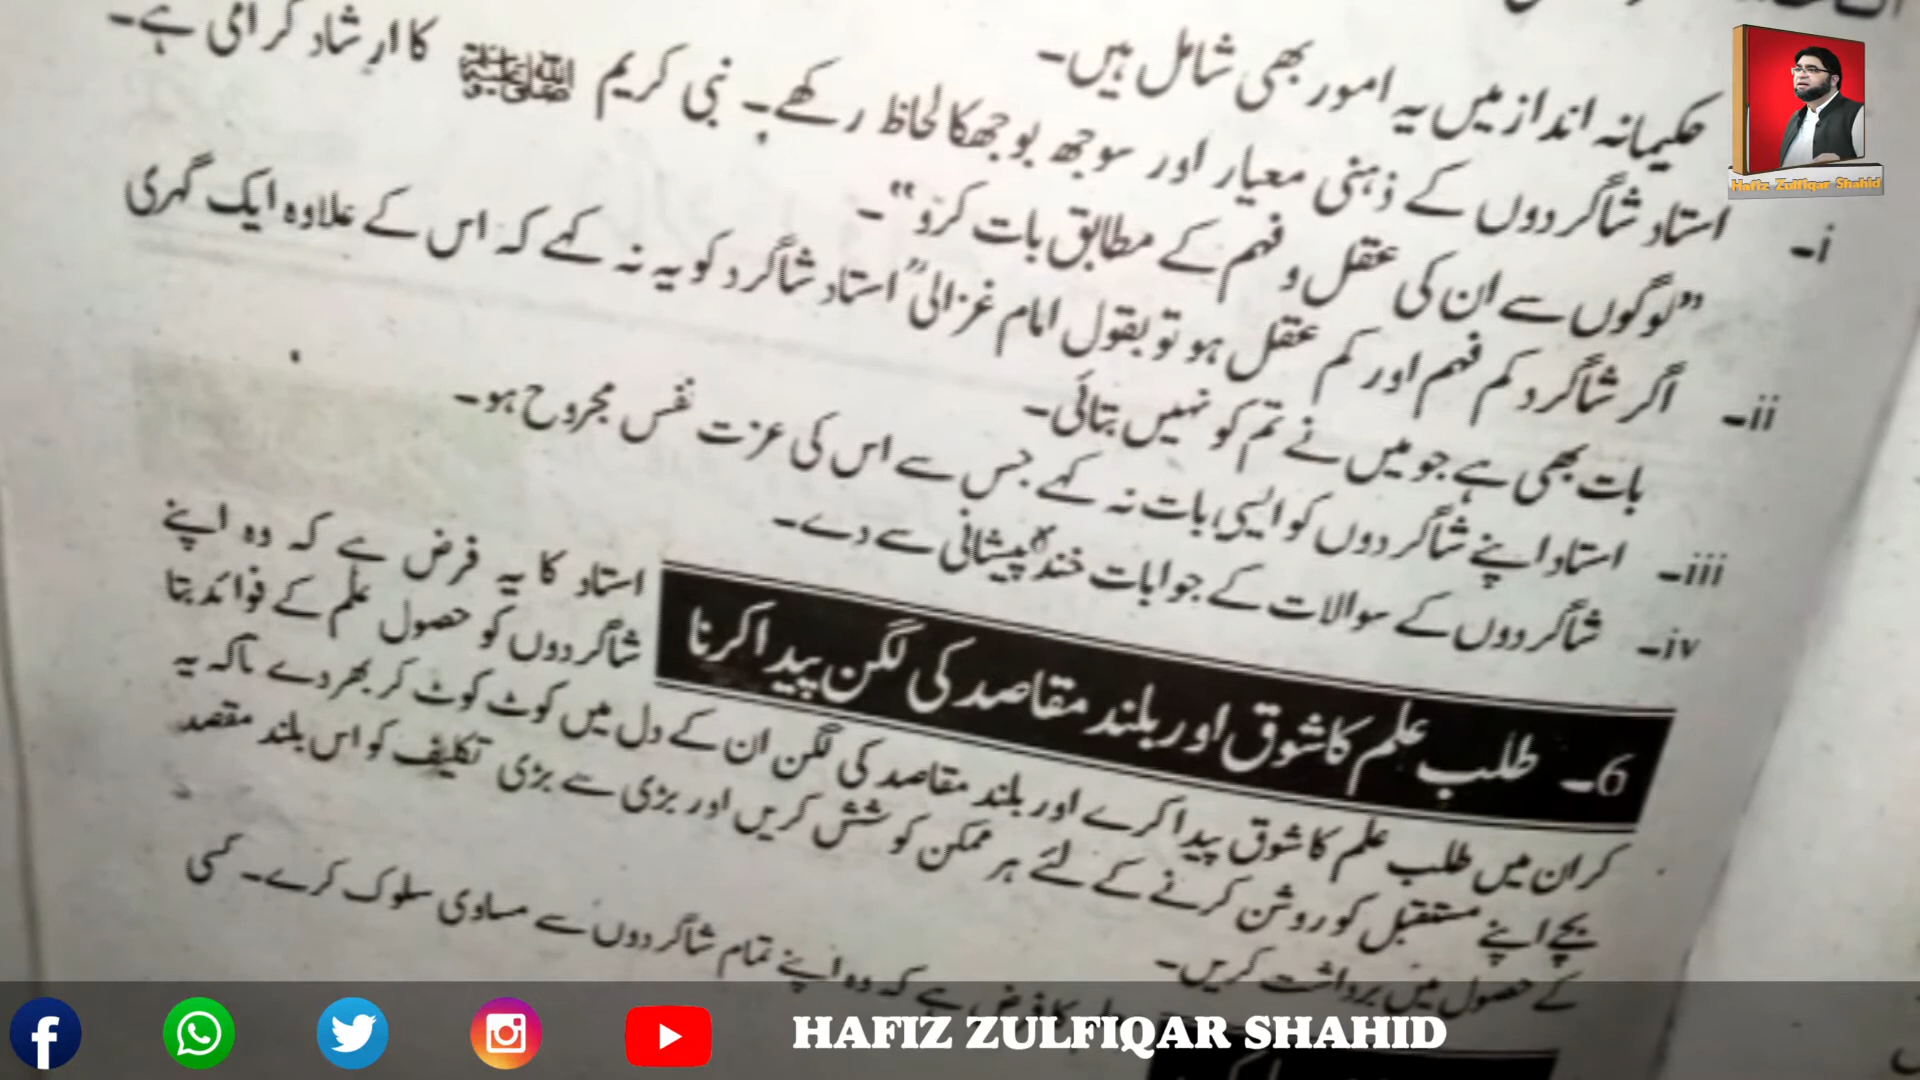 حکیمانہ انداز میں یہ امور بھی شامل ہیں۔
i۔ استاد شاگردوں کے ذہنی معیار اور سوجھ بوجھ کا لحاظ رکھے۔ نبی کریم ﷺ کا ارشاد گرامی ہے۔
”لوگوں سے ان کی عقل و فہم کے مطابق بات کرو“۔
ii۔ اگر شاگرد کم فہم اور کم عقل ہو تو بقول امام غزالیؒ ”استاد شاگرد کو یہ نہ کہے کہ اس کے علاوہ ایک گہری
بات بھی ہے جو میں نے تم کو نہیں بتائی۔
iii۔ استاد اپنے شاگردوں کو ایسی بات نہ کہے جس سے اس کی عزت نفس مجروح ہو۔
iv۔ شاگردوں کے سوالات کے جوابات خندہ پیشانی سے دے۔
6۔ طلب علم کا شوق اور بلند مقاصد کی لگن پیدا کرنا
استاد کا یہ فرض ہے کہ وہ اپنے
شاگردوں کو حصول علم کے فوائد بتا
کر ان میں طلب علم کا شوق پیدا کرے اور بلند مقاصد کی لگن ان کے دل میں کوٹ کوٹ کر بھر دے تاکہ یہ
بچے اپنے مستقبل کو روشن کرنے کے لئے ہر ممکن کوشش کریں اور بڑی سے بڑی تکلیف کو اس بلند مقصد
کے حصول میں برداشت کریں۔
فرض ہے کہ وہ اپنے تمام شاگردوں سے مساوی سلوک کرے۔ کسی
Hafiz Zulfiqar Shahid
HAFIZ ZULFIQAR SHAHID